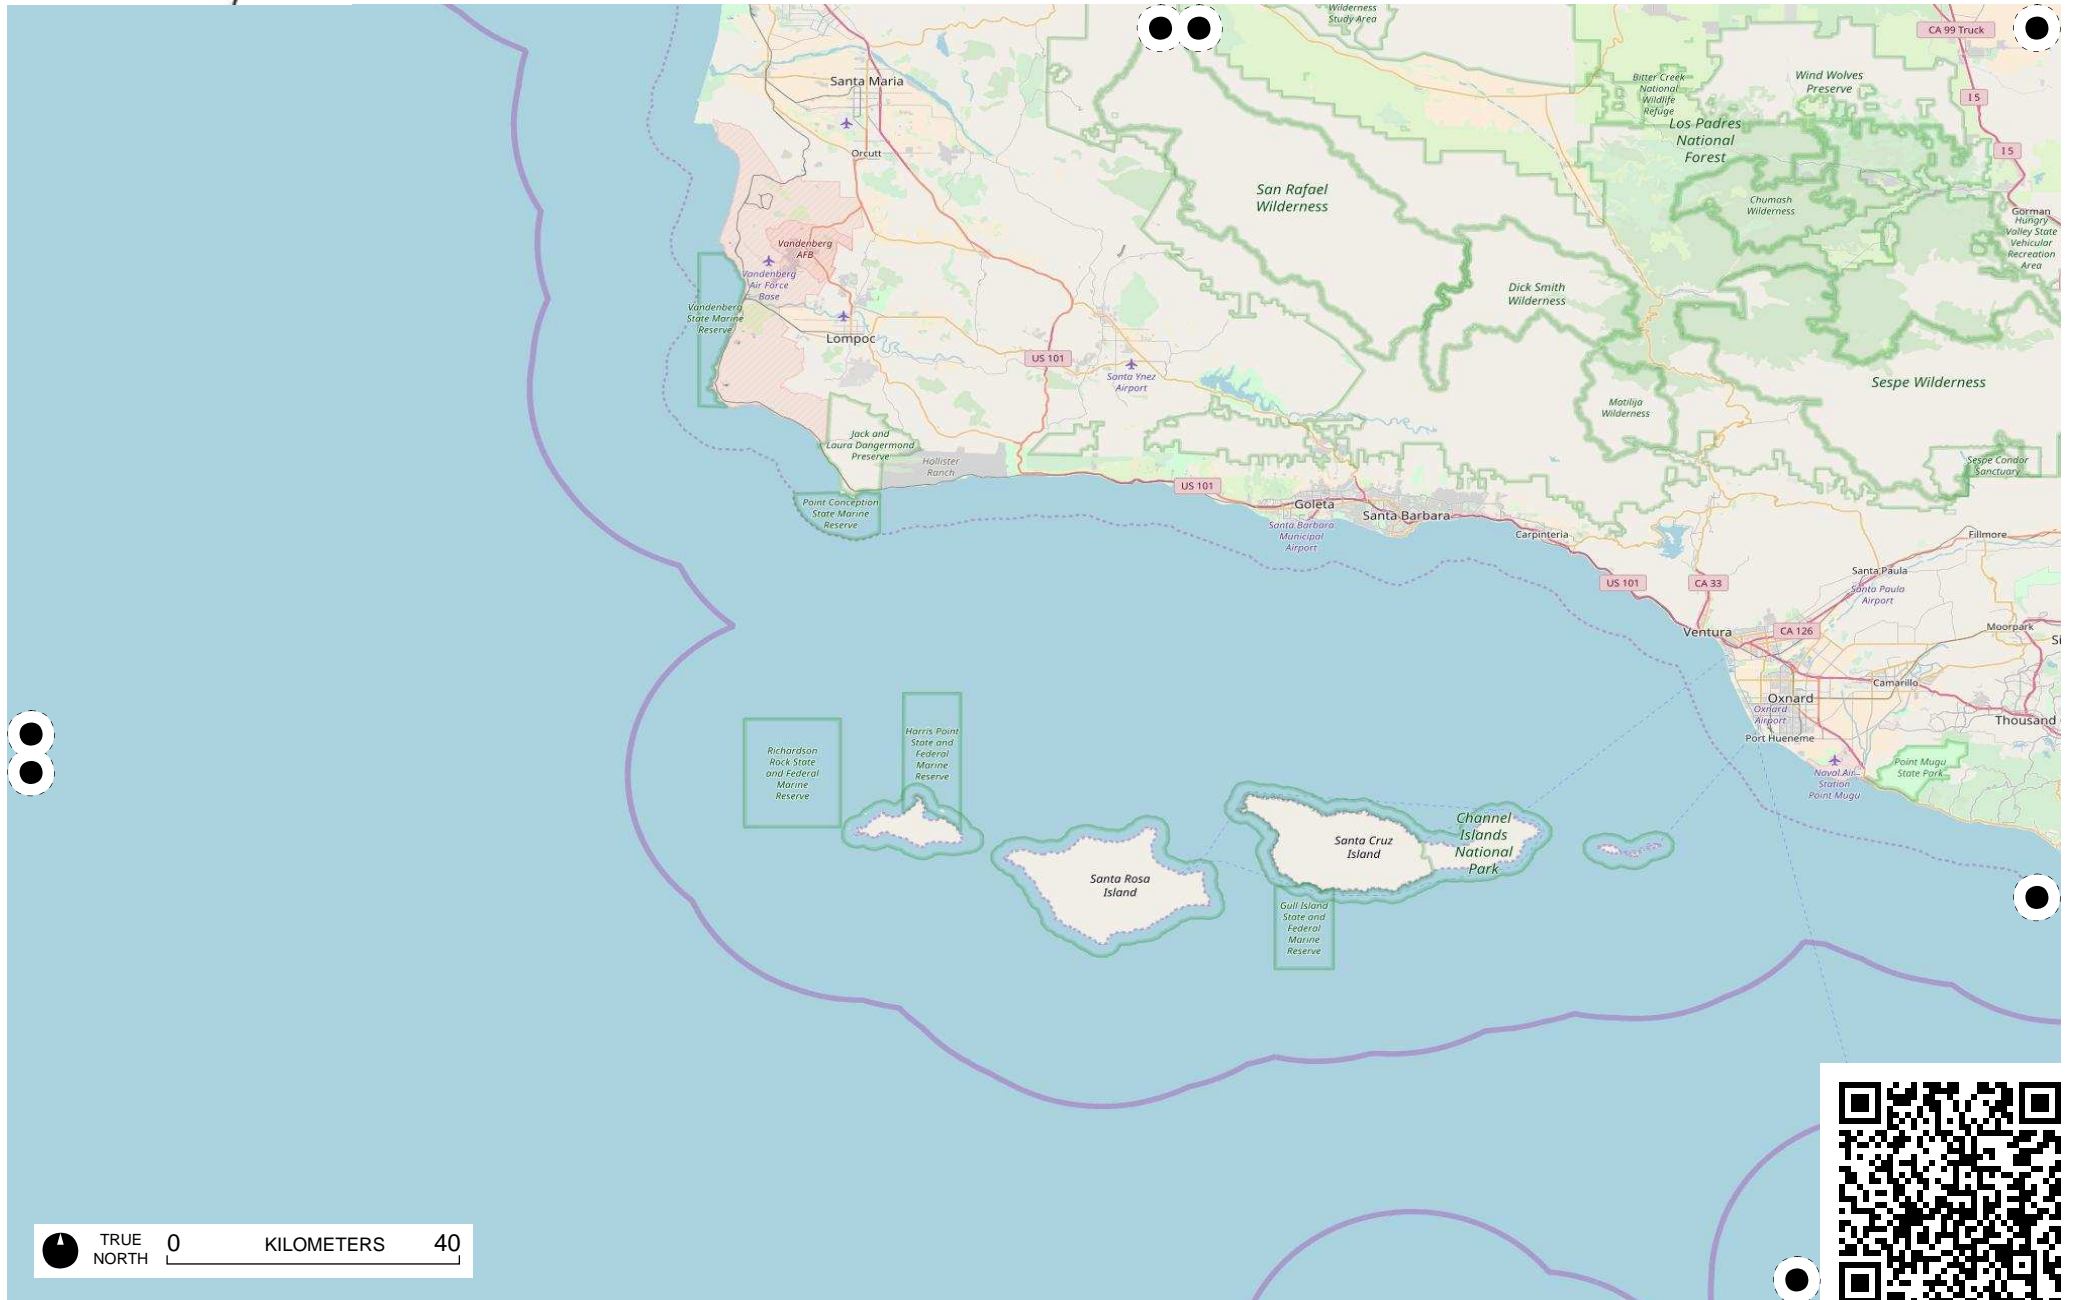 Wilderness
Study Area
CA 99 Truck
Santa Maria
Bitter Creek
National
Wildlife
Refuge
Wind Wolves
Preserve
I 5
Los Padres
National
Forest
Orcutt
I 5
San Rafael
Wilderness
Chumash
Wilderness
Gorman
Hungry
Valley State
Vehicular
Recreation
Area
Vandenberg
AFB
Vandenberg
Air Force
Base
Dick Smith
Wilderness
Vandenberg
State Marine
Reserve
Lompoc
US 101
Santa Ynez
Airport
Sespe Wilderness
Matilija
Wilderness
Jack and
Laura Dangermond
Preserve
Hollister
Ranch
Sespe Condor
Sanctuary
US 101
Point Conception
State Marine
Reserve
Goleta
Santa Barbara
Santa Barbara
Municipal
Airport
Carpinteria
Fillmore
Santa Paula
Santa Paula
Airport
US 101
CA 33
Ventura
CA 126
Moorpark
Si
Camarillo
Oxnard
Oxnard
Airport
Thousand
Port Hueneme
Point Mugu
State Park
Naval Air
Station
Point Mugu
Richardson
Rock State
and Federal
Marine
Reserve
Harris Point
State and
Federal
Marine
Reserve
Channel
Islands
National
Park
Santa Cruz
Island
Santa Rosa
Island
Gull Island
State and
Federal
Marine
Reserve
TRUE
NORTH
0 KILOMETERS 40